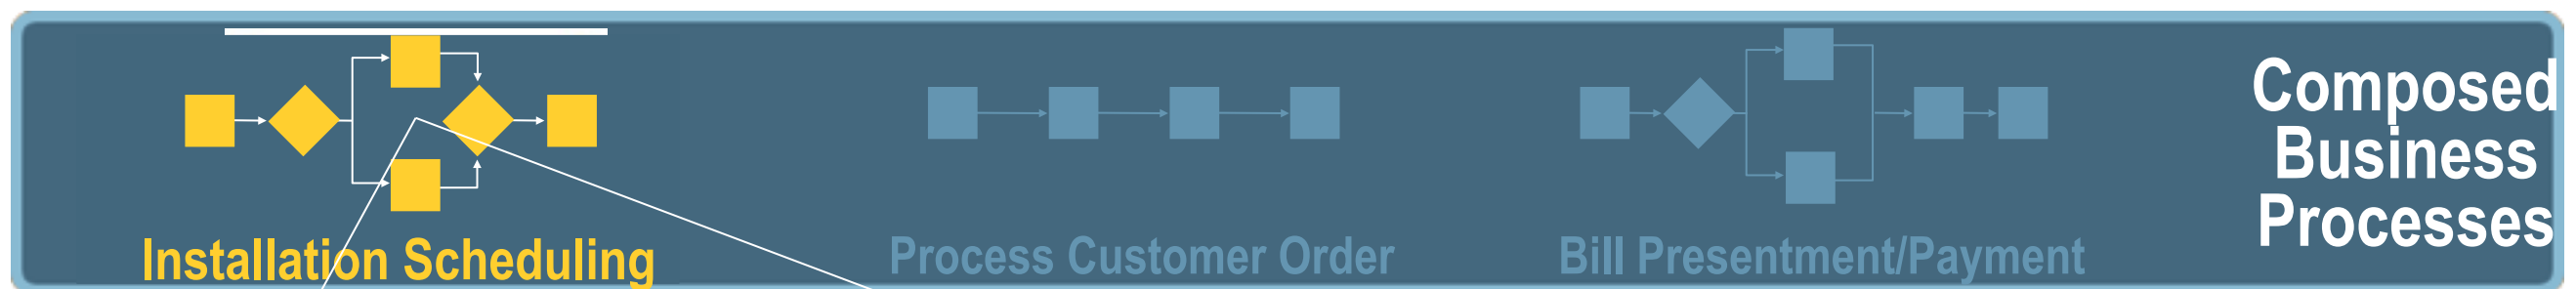 Installation Scheduling
Process Customer Order
Bill Presentment/Payment
Composed
Business
Processes